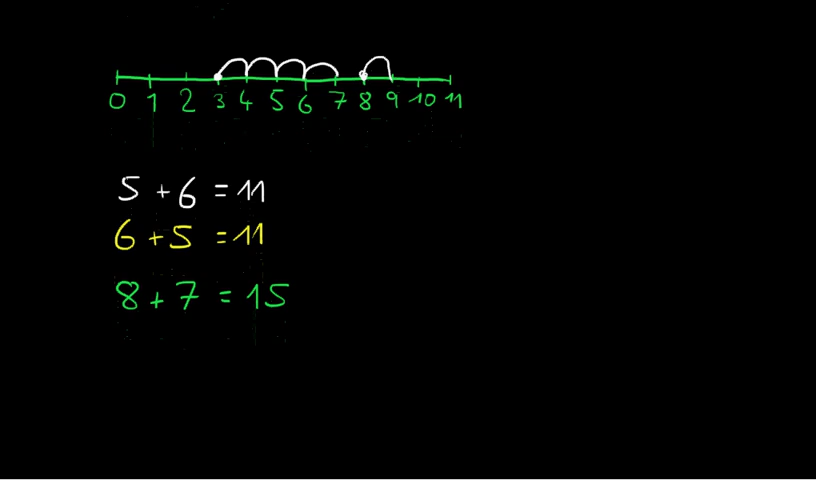 0 1 2 3 4 5 6 7 8 9 10 11
5 + 6 = 11
6 + 5 = 11
8 + 7 = 15